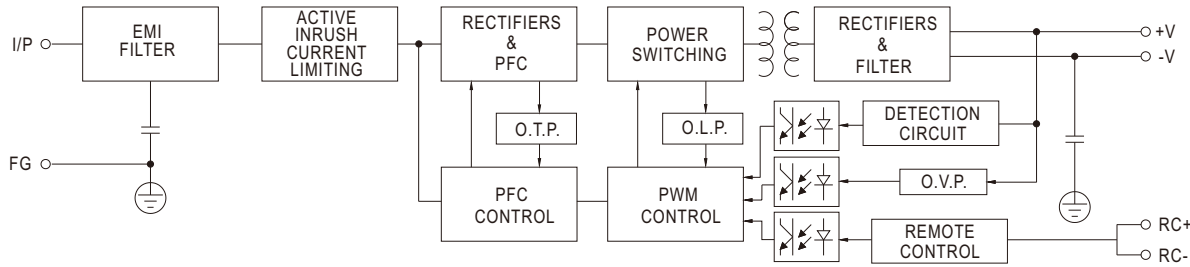 I/P
EMI
FILTER
ACTIVE
INRUSH
CURRENT
LIMITING
RECTIFIERS
&
PFC
POWER
SWITCHING
RECTIFIERS
&
FILTER
+V
-V
O.T.P.
O.L.P.
DETECTION
CIRCUIT
FG
PFC
CONTROL
PWM
CONTROL
O.V.P.
REMOTE
CONTROL
RC+
RC-